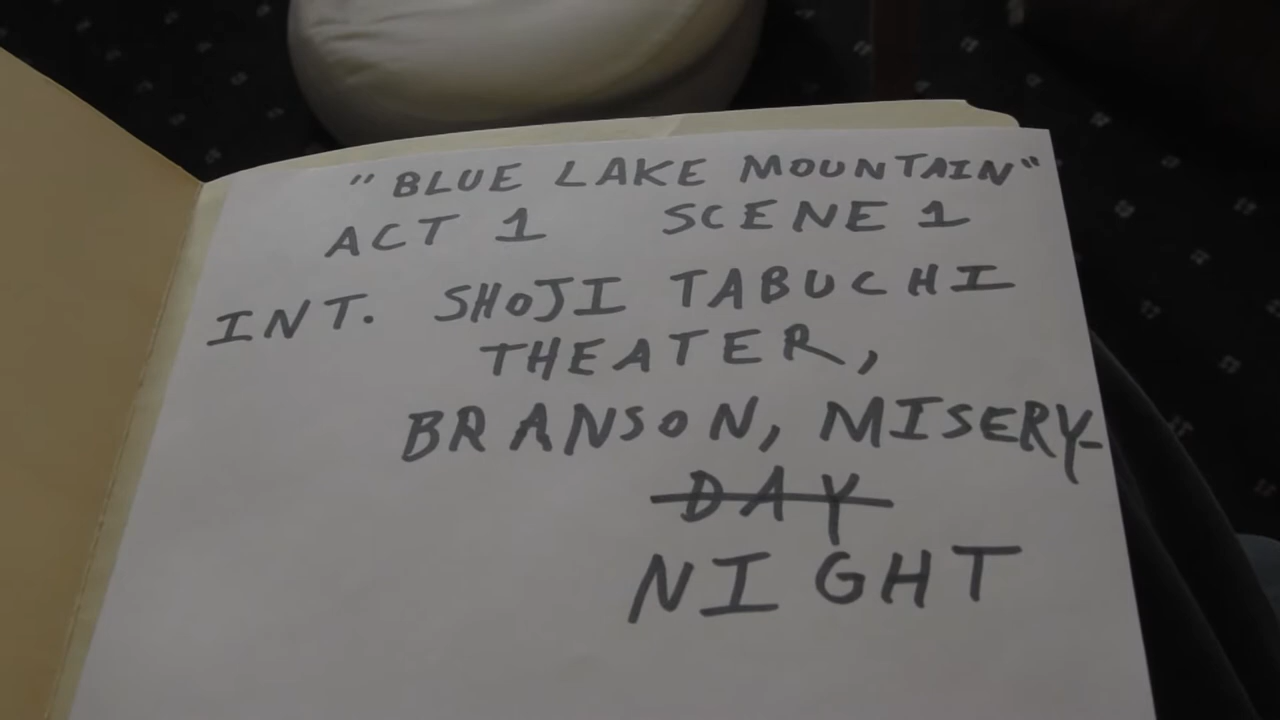 "BLUE LAKE MOUNTAIN"
ACT 1 SCENE 1
INT. SHOJI TABUCHI
THEATER,
BRANSON, MISERY-
DAY
NIGHT